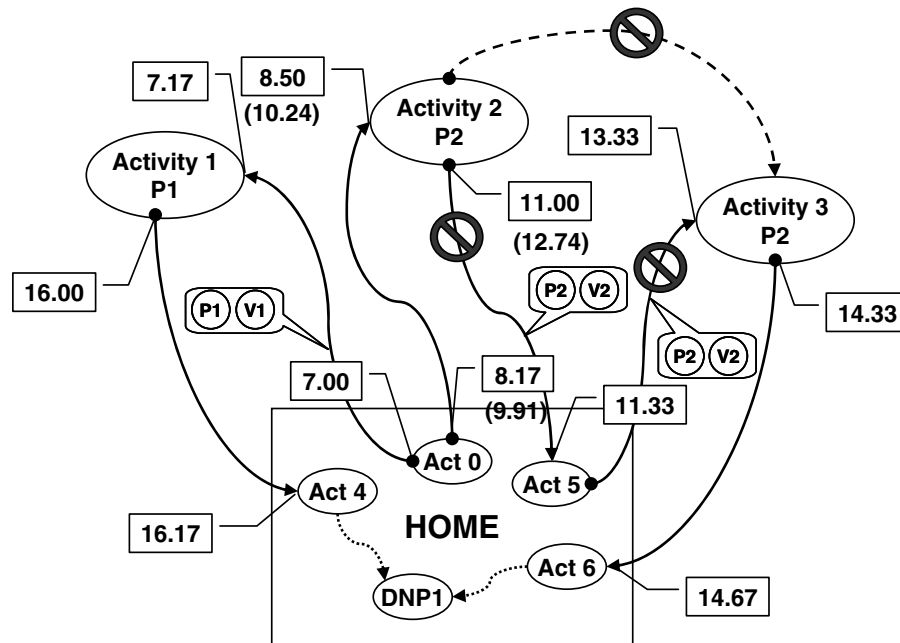 7.17
8.50
(10.24)
Activity 2
P2
13.33
Activity 1
P1
11.00
(12.74)
Activity 3
P2
16.00
P1 V1
P2 V2
14.33
P2 V2
7.00
8.17
(9.91)
11.33
Act 0
Act 4
Act 5
16.17
HOME
Act 6
DNP1
14.67